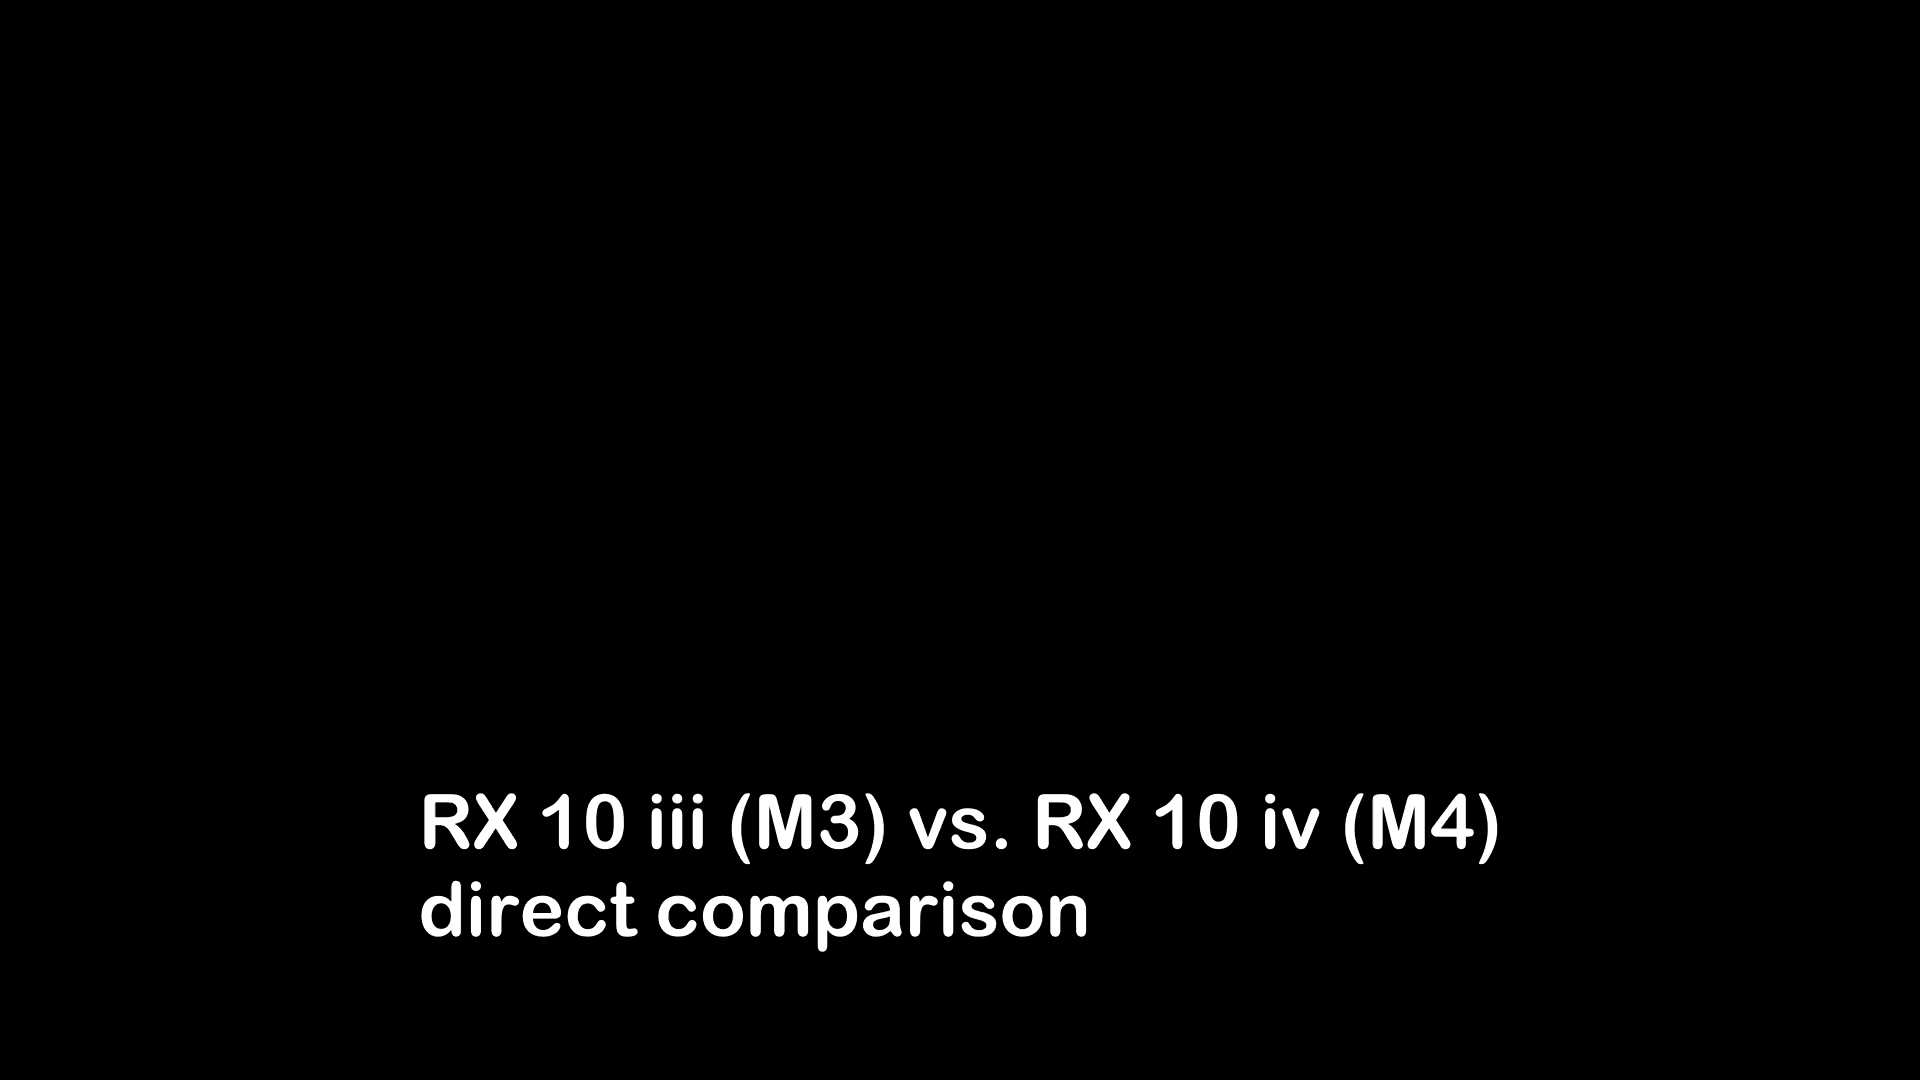 RX 10 iii (M3) vs. RX 10 iv (M4)
direct comparison